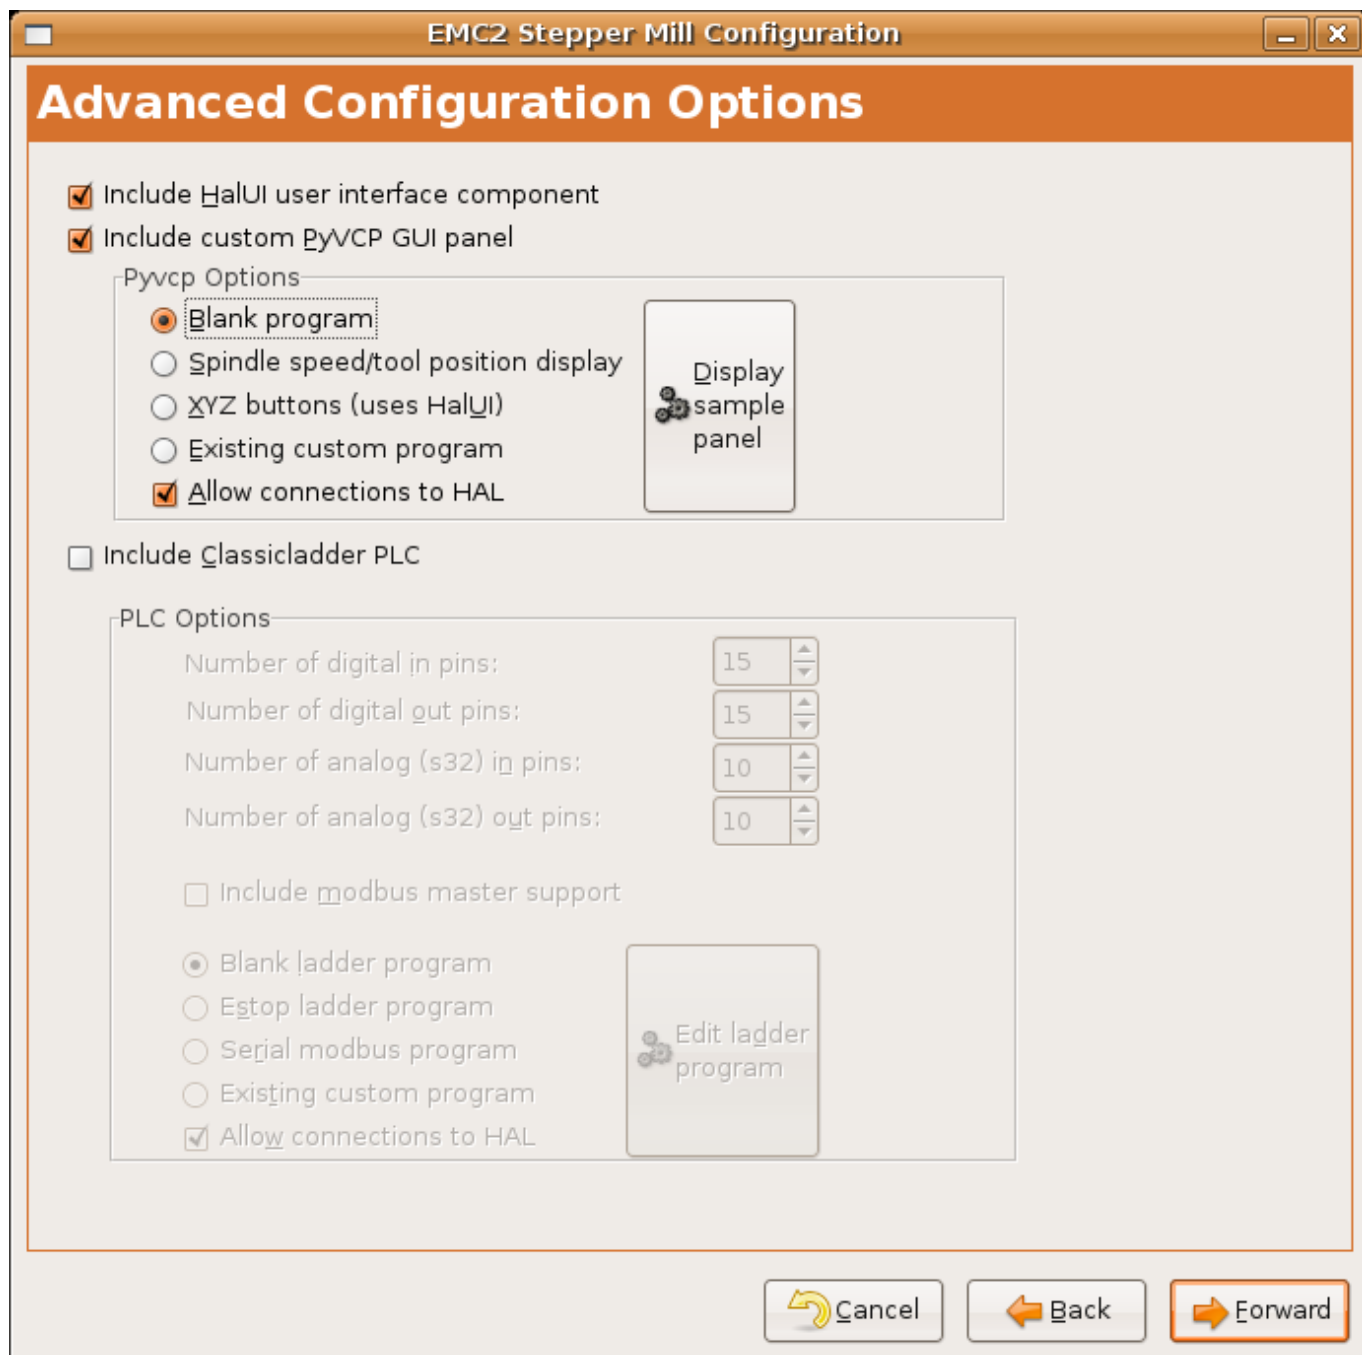 EMC2 Stepper Mill Configuration
Advanced Configuration Options
Include HalUI user interface component
Include custom PyVCP GUI panel
Pyvcp Options
Blank program
Spindle speed/tool position display
XYZ buttons (uses HalUI)
Existing custom program
Allow connections to HAL
Display
sample
panel
Include Classicladder PLC
PLC Options
Number of digital in pins: 15
Number of digital out pins: 15
Number of analog (s32) in pins: 10
Number of analog (s32) out pins: 10
Include modbus master support
Blank ladder program
Estop ladder program
Serial modbus program
Existing custom program
Allow connections to HAL
Edit ladder
program
Cancel Back Forward